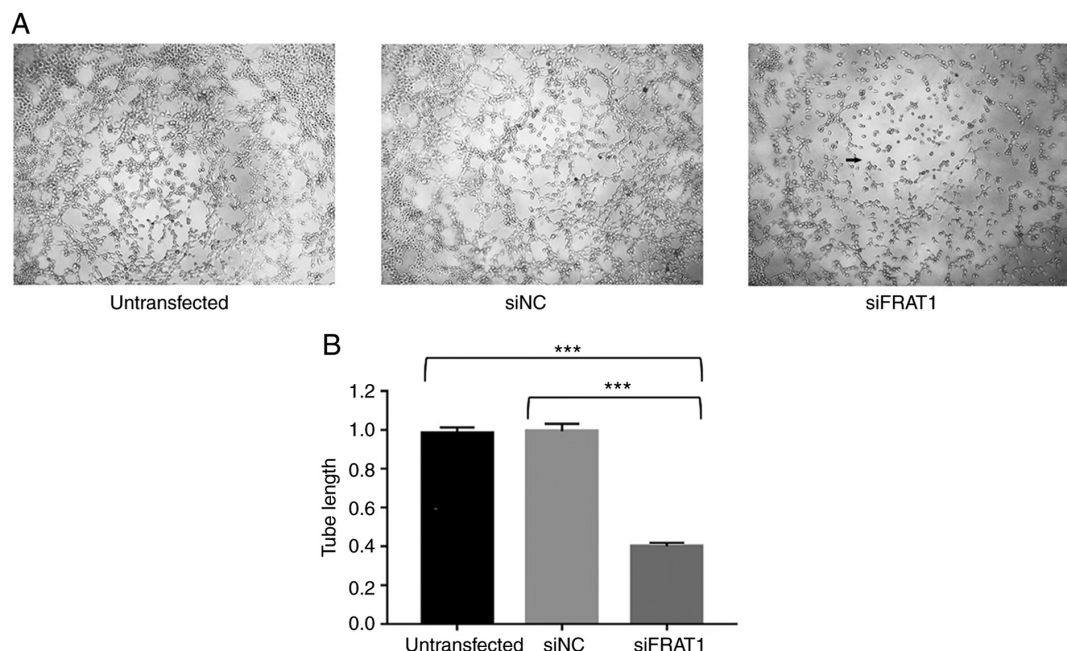 A
Untransfected siNC siFRAT1
B
***
***
1.2
1.0
0.8
0.6
0.4
0.2
0.0
Tube length
Untransfected siNC siFRAT1